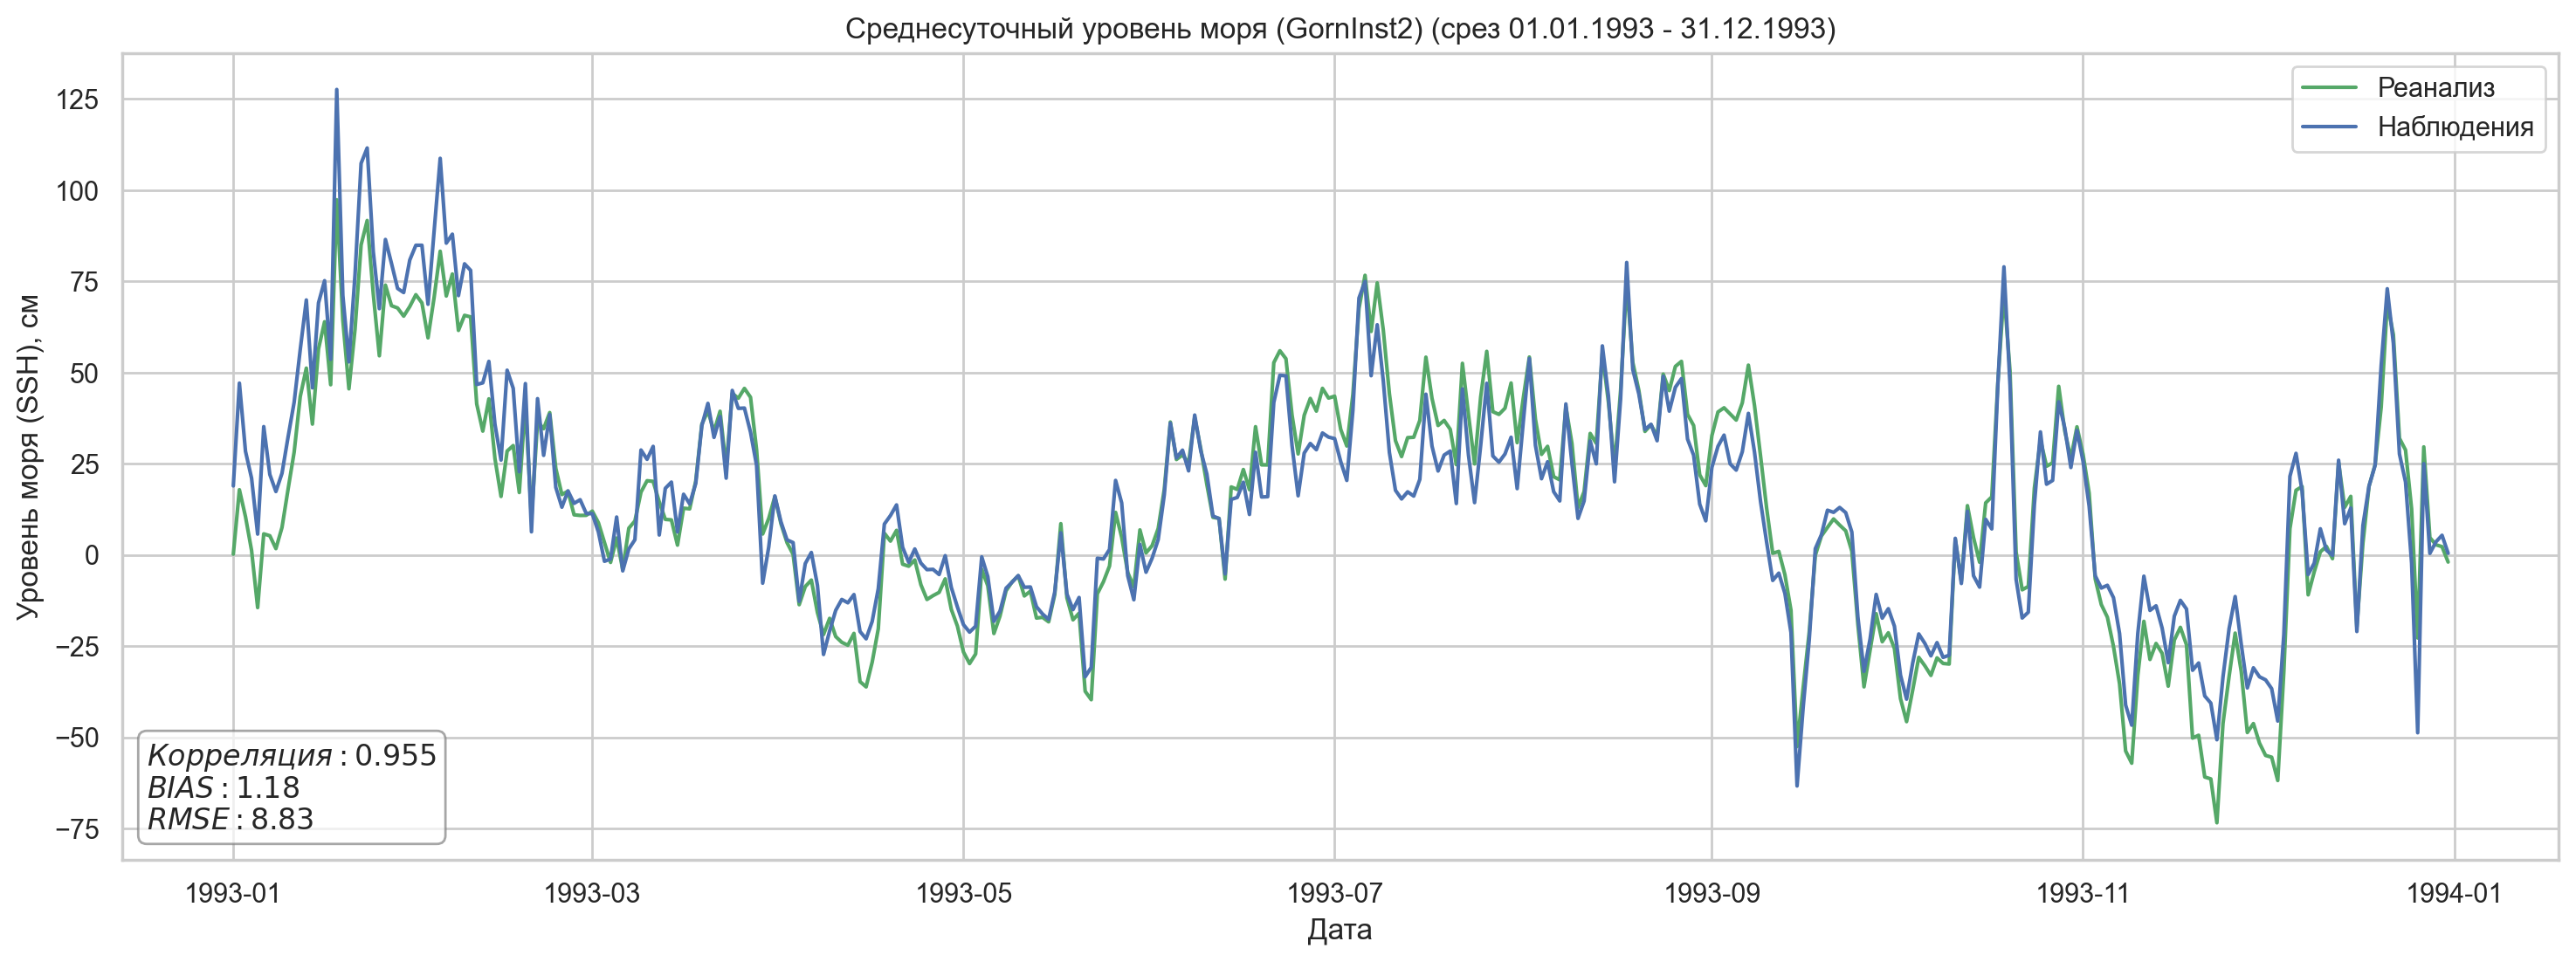 Среднесуточный уровень моря (GornInst2) (срез 01.01.1993 - 31.12.1993)
Реанализ
Наблюдения
Уровень моря (SSH), см
125
100
75
50
25
0
−25
−50
−75
Корреляция : 0.955
BIAS : 1.18
RMSE : 8.83
1993-01
1993-03
1993-05
1993-07
1993-09
1993-11
1994-01
Дата